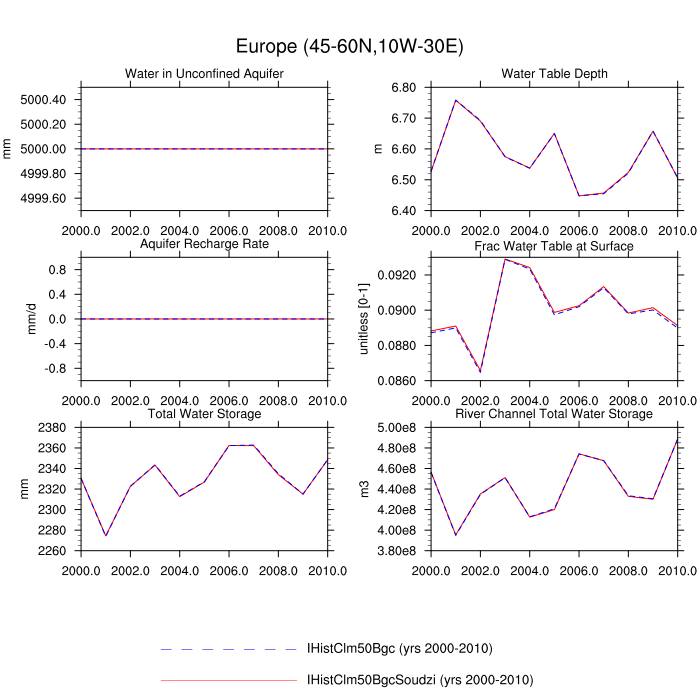 Europe (45-60N,10W-30E)
Water in Unconfined Aquifer
5000.40
5000.20
5000.00
4999.80
4999.60
mm
2000.0 2002.0 2004.0 2006.0 2008.0 2010.0
Water Table Depth
6.80
6.70
6.60
6.50
6.40
m
2000.0 2002.0 2004.0 2006.0 2008.0 2010.0
Aquifer Recharge Rate
0.8
0.4
0.0
-0.4
-0.8
mm/d
2000.0 2002.0 2004.0 2006.0 2008.0 2010.0
Frac Water Table at Surface
0.0920
0.0900
0.0880
0.0860
unitless [0-1]
2000.0 2002.0 2004.0 2006.0 2008.0 2010.0
Total Water Storage
2380
2360
2340
2320
2300
2280
2260
mm
2000.0 2002.0 2004.0 2006.0 2008.0 2010.0
River Channel Total Water Storage
5.00e8
4.80e8
4.60e8
4.40e8
4.20e8
4.00e8
3.80e8
m3
2000.0 2002.0 2004.0 2006.0 2008.0 2010.0
IHistClm50Bgc (yrs 2000-2010)
IHistClm50BgcSoudzi (yrs 2000-2010)